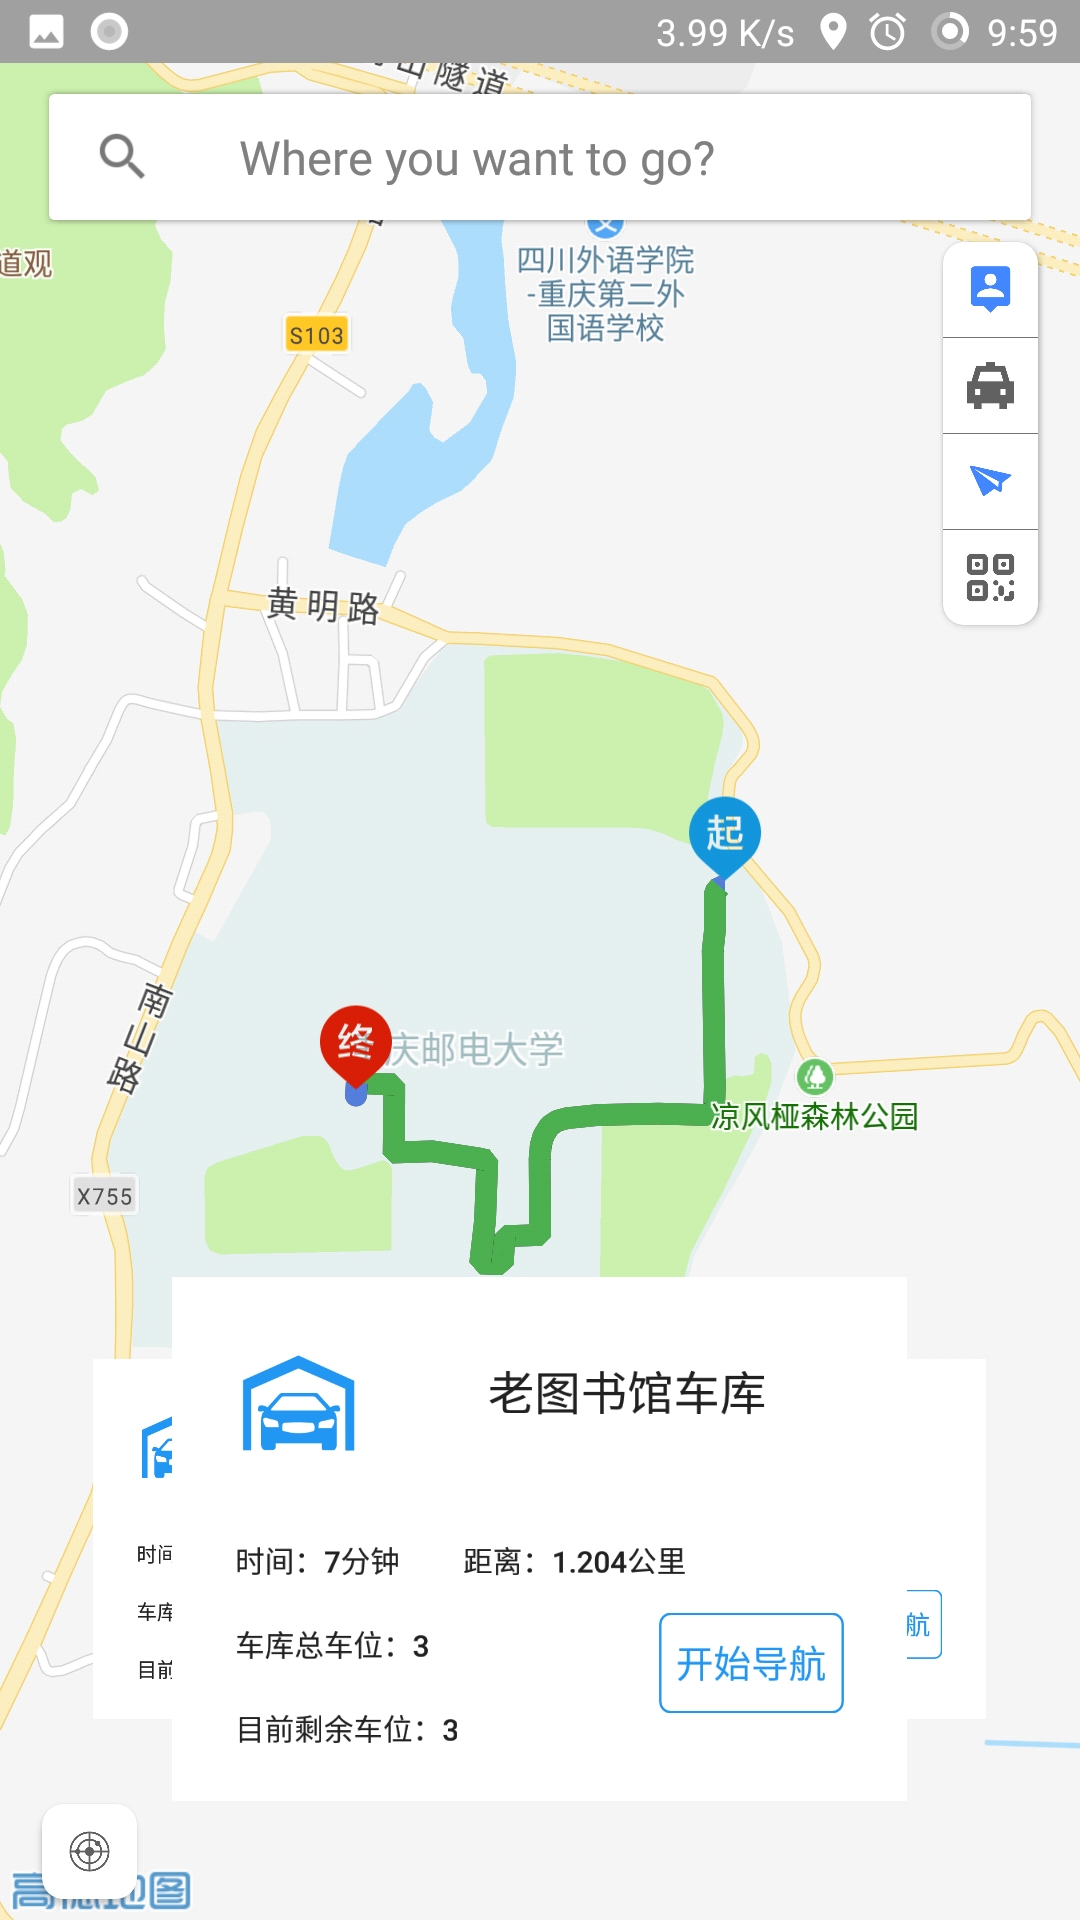 3.99 K/s 9:59
山隧道
Where you want to go?
道观
四川外语学院
-重庆第二外
国语学校
S103
黄明路
起
南山路
终
庆邮电大学
凉风桠森林公园
X755
老图书馆车库
时间
时间：7分钟 距离：1.204公里
车库
车库总车位：3
开始导航
航
目前
目前剩余车位：3
高德地图